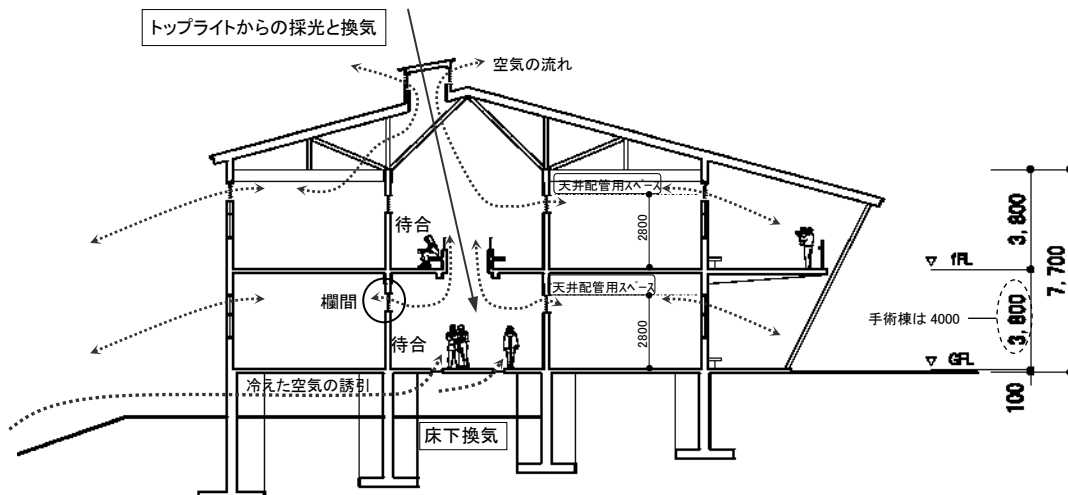 トップライトからの採光と換気
空気の流れ
天井配管用スペース
待合
2800
3,800
7,700
1FL
欄間
天井配管用スペース
手術棟は 4000
3,800
待合
2800
GFL
冷えた空気の誘引
100
床下換気